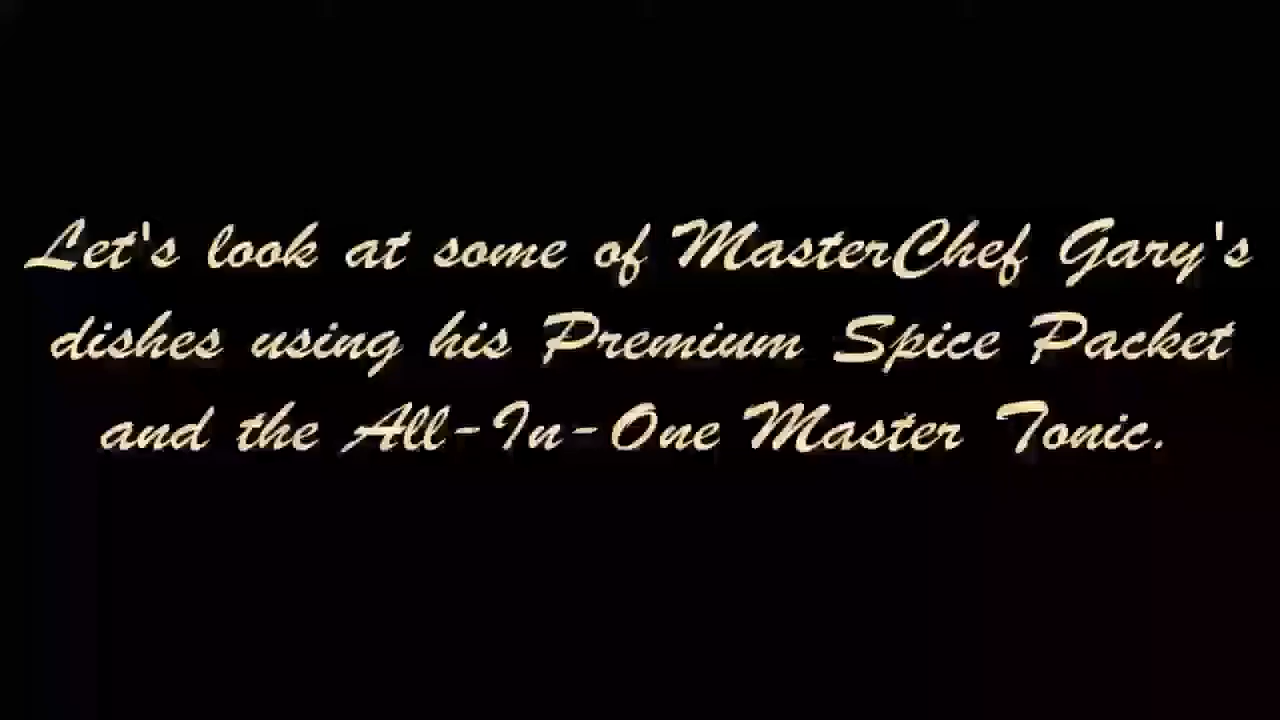 Let's look at some of MasterChef Gary's
dishes using his Premium Spice Packet
and the All-In-One Master Tonic.